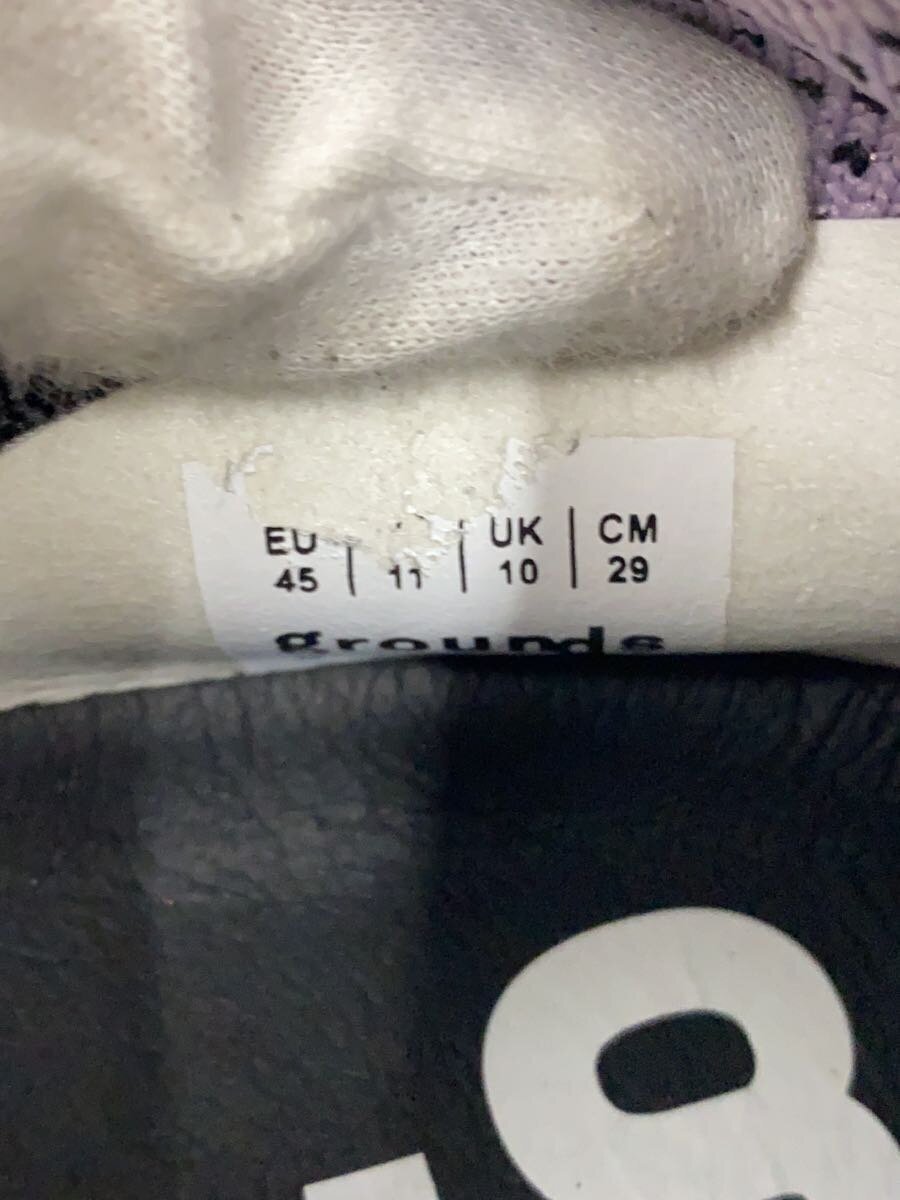 EU | | UK | CM
45 | 11 | 10 | 29
grounds